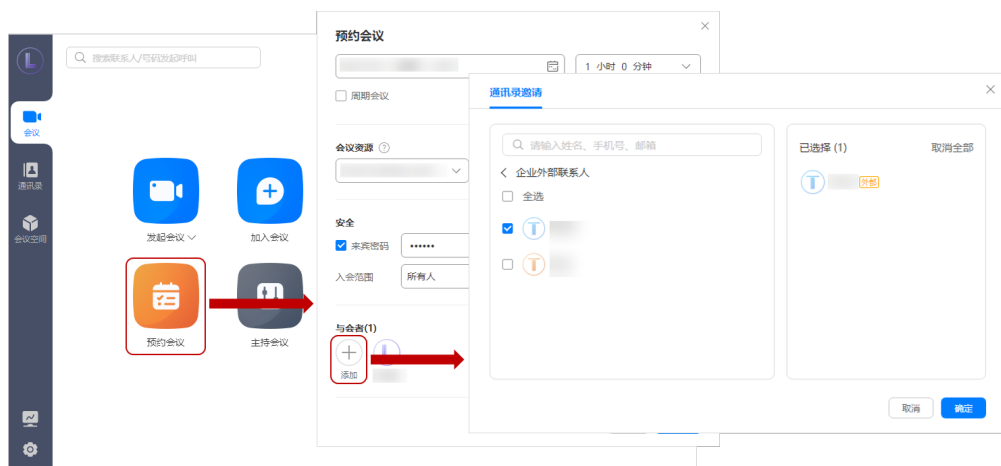 L
搜索联系人/号码发起呼叫
会议
通讯录
会议空间
发起会议
加入会议
预约会议
主持会议
预约会议
1 小时 0 分钟
周期会议
会议资源
安全
来宾密码
••••••
入会范围
所有人
与会者(1)
添加
L
通讯录邀请
请输入姓名、手机号、邮箱
企业外部联系人
全选
T
T
已选择 (1)
取消全部
T
外部
取消
确定